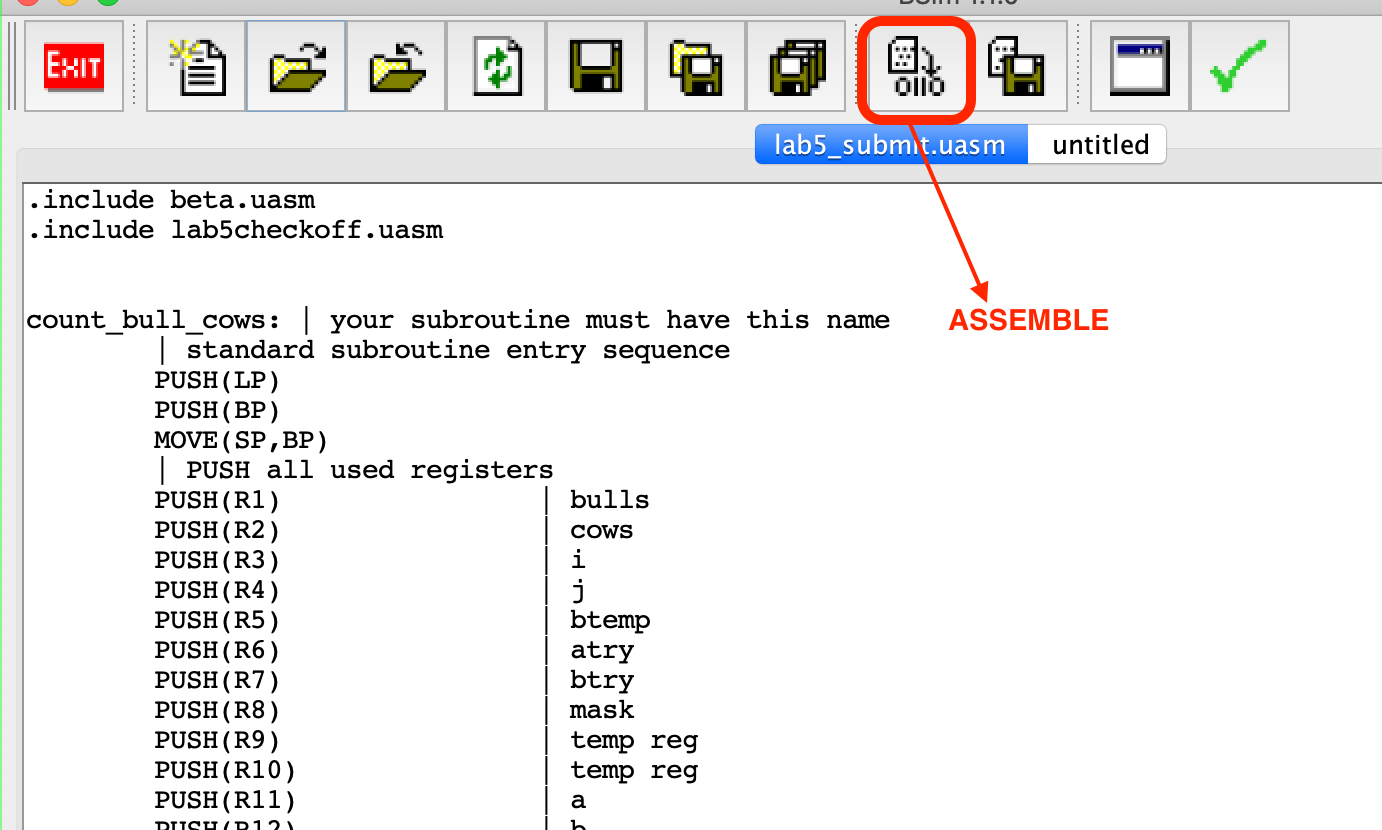 EXIT
0110
lab5_submit.uasm untitled
.include beta.uasm
.include lab5checkoff.uasm
count_bull_cows: | your subroutine must have this name
ASSEMBLE
| standard subroutine entry sequence
PUSH(LP)
PUSH(BP)
MOVE(SP,BP)
| PUSH all used registers
PUSH(R1) | bulls
PUSH(R2) | cows
PUSH(R3) | i
PUSH(R4) | j
PUSH(R5) | btemp
PUSH(R6) | atry
PUSH(R7) | btry
PUSH(R8) | mask
PUSH(R9) | temp reg
PUSH(R10) | temp reg
PUSH(R11) | a
PUSH(R12) | b